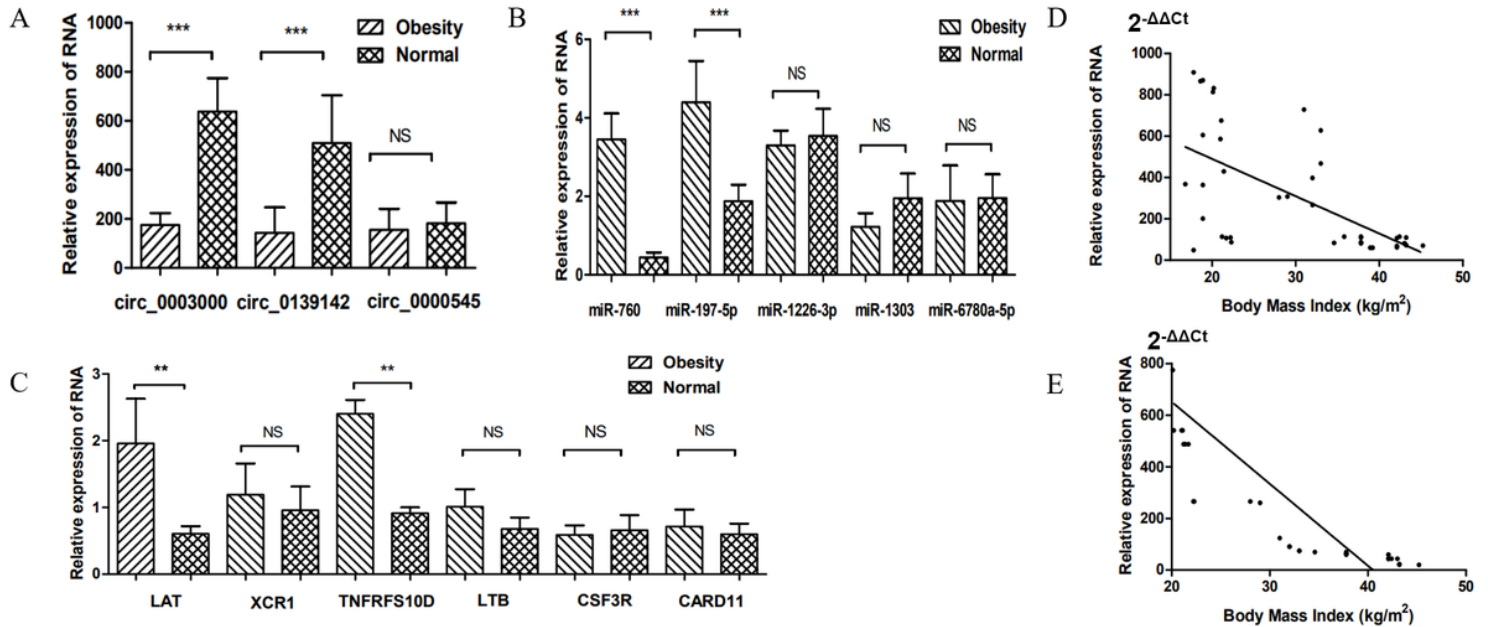 A
Relative expression of RNA
1000
800
600
400
200
0
***
***
NS
Obesity
Normal
circ_0003000 circ_0139142 circ_0000545
B
Relative expression of RNA
6
4
2
0
***
***
NS
NS
NS
Obesity
Normal
miR-760 miR-197-5p miR-1226-3p miR-1303 miR-6780a-5p
C
Relative expression of RNA
3
2
1
0
**
NS
**
NS
NS
NS
Obesity
Normal
LAT XCR1 TNFRFS10D LTB CSF3R CARD11
D
2-ΔΔCt
Relative expression of RNA
1000
800
600
400
200
0
20 30 40 50
Body Mass Index (kg/m²)
E
2-ΔΔCt
Relative expression of RNA
800
600
400
200
0
20 30 40 50
Body Mass Index (kg/m²)